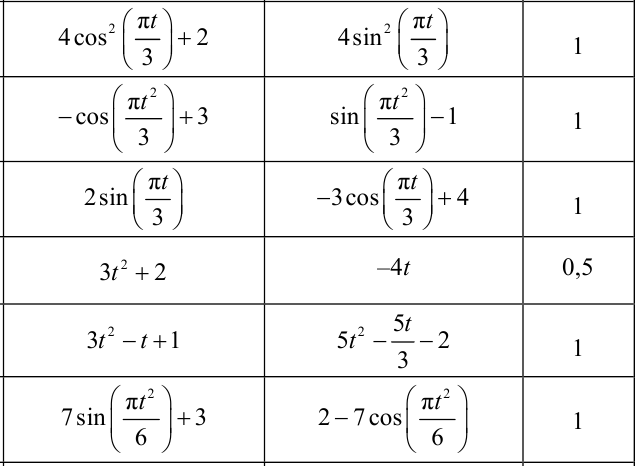 4cos²(πt/3)+2 4sin²(πt/3) 1
−cos(πt²/3)+3 sin(πt²/3)−1 1
2sin(πt/3) −3cos(πt/3)+4 1
3t²+2 –4t 0,5
3t²−t+1 5t²−5t/3−2 1
7sin(πt²/6)+3 2−7cos(πt²/6) 1